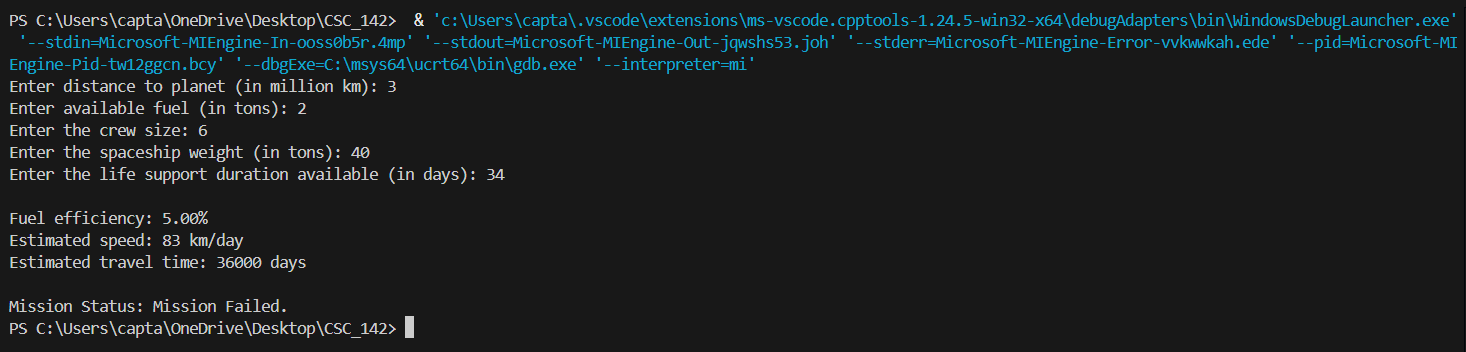 PS C:\Users\capta\OneDrive\Desktop\CSC_142>  & 'c:\Users\capta\.vscode\extensions\ms-vscode.cpptools-1.24.5-win32-x64\debugAdapters\bin\WindowsDebugLauncher.exe'
'--stdin=Microsoft-MIEngine-In-ooss0b5r.4mp' '--stdout=Microsoft-MIEngine-Out-jqwshs53.joh' '--stderr=Microsoft-MIEngine-Error-vvkwwkah.ede' '--pid=Microsoft-MI
Engine-Pid-tw12ggcn.bcy' '--dbgExe=C:\msys64\ucrt64\bin\gdb.exe' '--interpreter=mi'
Enter distance to planet (in million km): 3
Enter available fuel (in tons): 2
Enter the crew size: 6
Enter the spaceship weight (in tons): 40
Enter the life support duration available (in days): 34
Fuel efficiency: 5.00%
Estimated speed: 83 km/day
Estimated travel time: 36000 days
Mission Status: Mission Failed.
PS C:\Users\capta\OneDrive\Desktop\CSC_142>